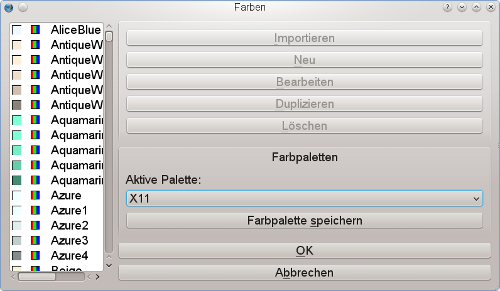 Farben
AliceBlue
AntiqueW
AntiqueW
AntiqueW
AntiqueW
AntiqueW
Aquamarin
Aquamarin
Aquamarin
Aquamarin
Aquamarin
Azure
Azure1
Azure2
Azure3
Azure4
Beige
Importieren
Neu
Bearbeiten
Duplizieren
Löschen
Farbpaletten
Aktive Palette:
X11
Farbpalette speichern
OK
Abbrechen